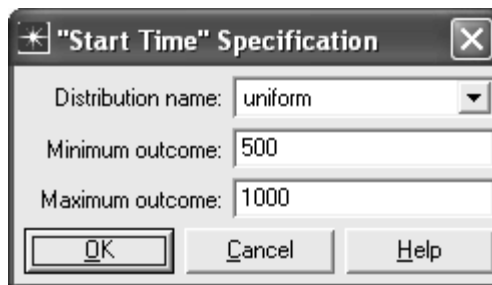 "Start Time" Specification
Distribution name: uniform
Minimum outcome: 500
Maximum outcome: 1000
OK Cancel Help